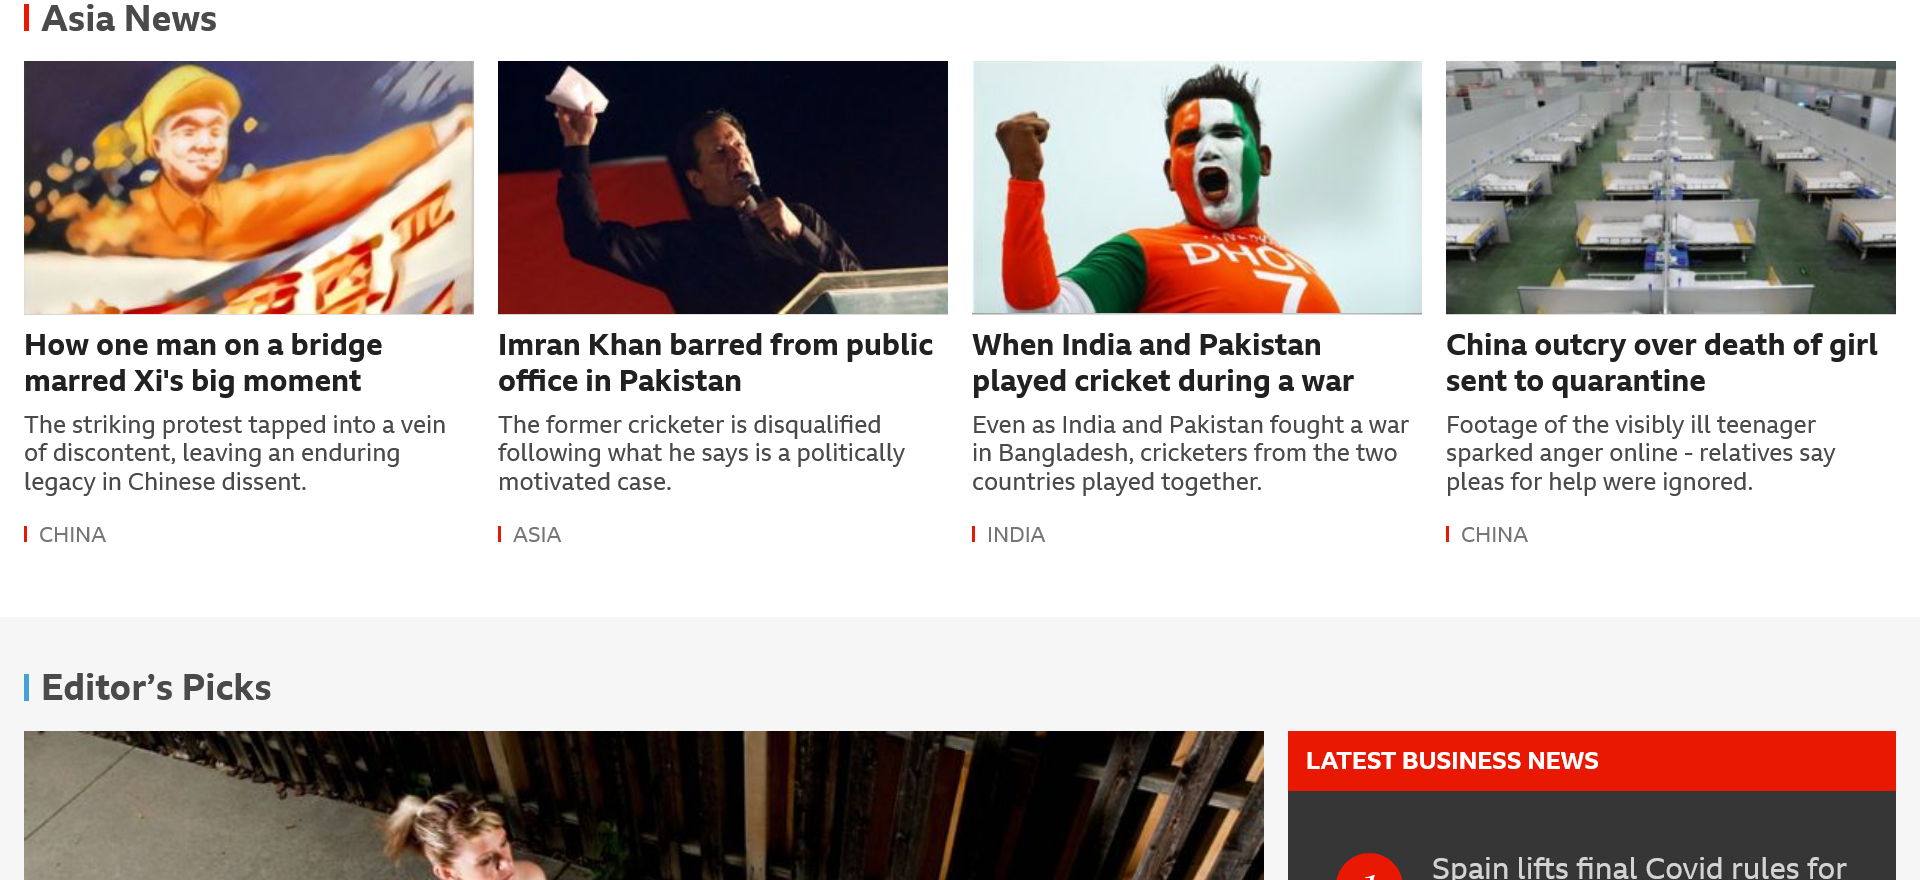 Asia News
How one man on a bridge
marred Xi's big moment
The striking protest tapped into a vein
of discontent, leaving an enduring
legacy in Chinese dissent.
CHINA
Imran Khan barred from public
office in Pakistan
The former cricketer is disqualified
following what he says is a politically
motivated case.
ASIA
DHONI
7
When India and Pakistan
played cricket during a war
Even as India and Pakistan fought a war
in Bangladesh, cricketers from the two
countries played together.
INDIA
China outcry over death of girl
sent to quarantine
Footage of the visibly ill teenager
sparked anger online - relatives say
pleas for help were ignored.
CHINA
Editor's Picks
LATEST BUSINESS NEWS
1
Spain lifts final Covid rules for